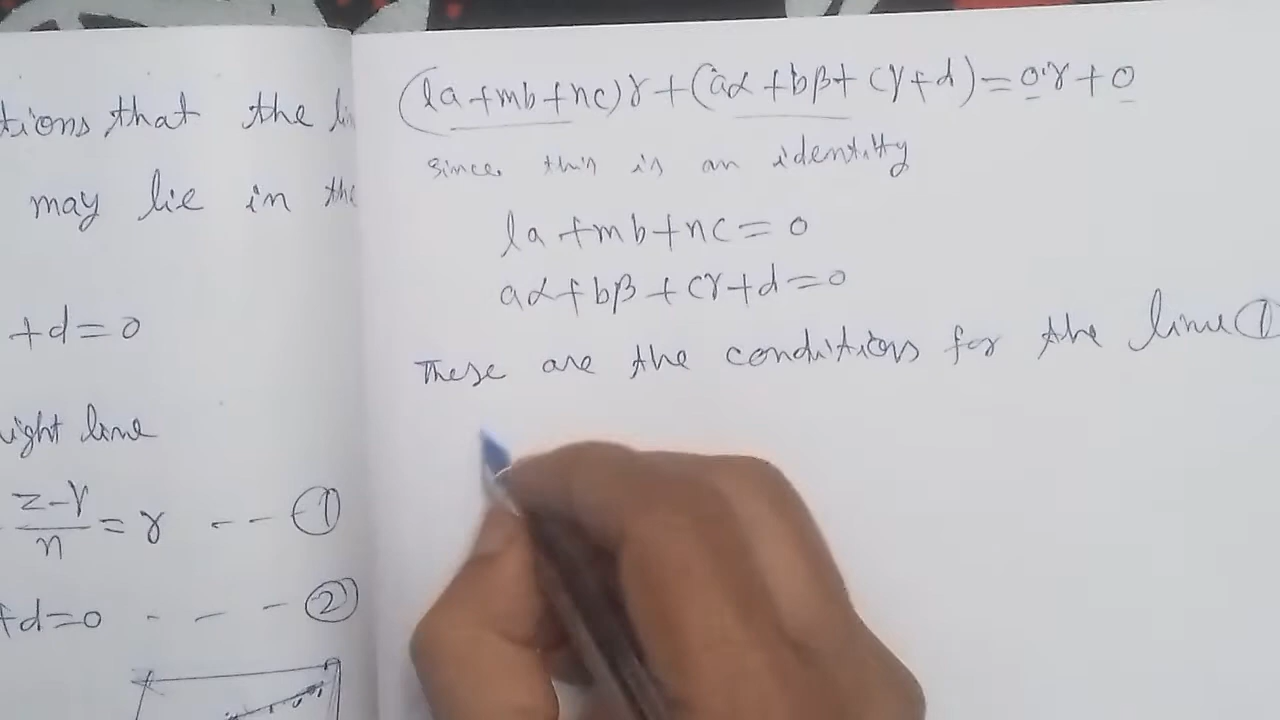 tions that the li
may lie in the
+d=0
ight line
z-γ/n = r -- ①
+d=0 - - - ②
(la+mb+nc)r+(aα+bβ+cγ+d)=0·r+0
since this is an identity
la+mb+nc=0
aα+bβ+cγ+d=0
These are the conditions for the line ①